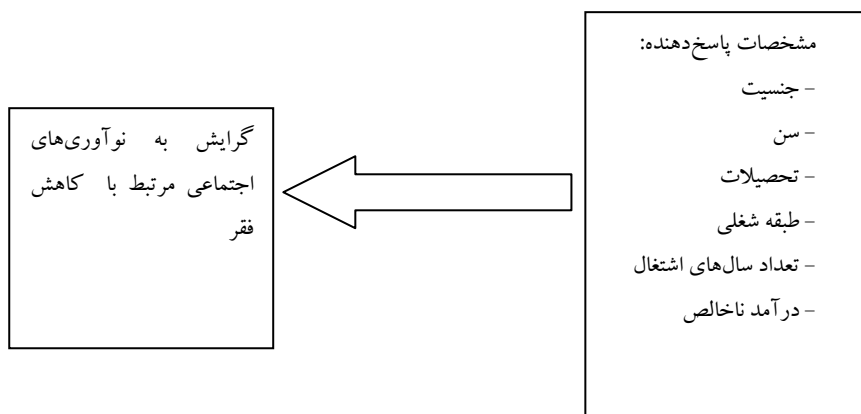 مشخصات پاسخ‌دهنده:
- جنسیت
- سن
- تحصیلات
- طبقه شغلی
- تعداد سال‌های اشتغال
- درآمد ناخالص
گرایش به نوآوری‌های
اجتماعی مرتبط با کاهش
فقر